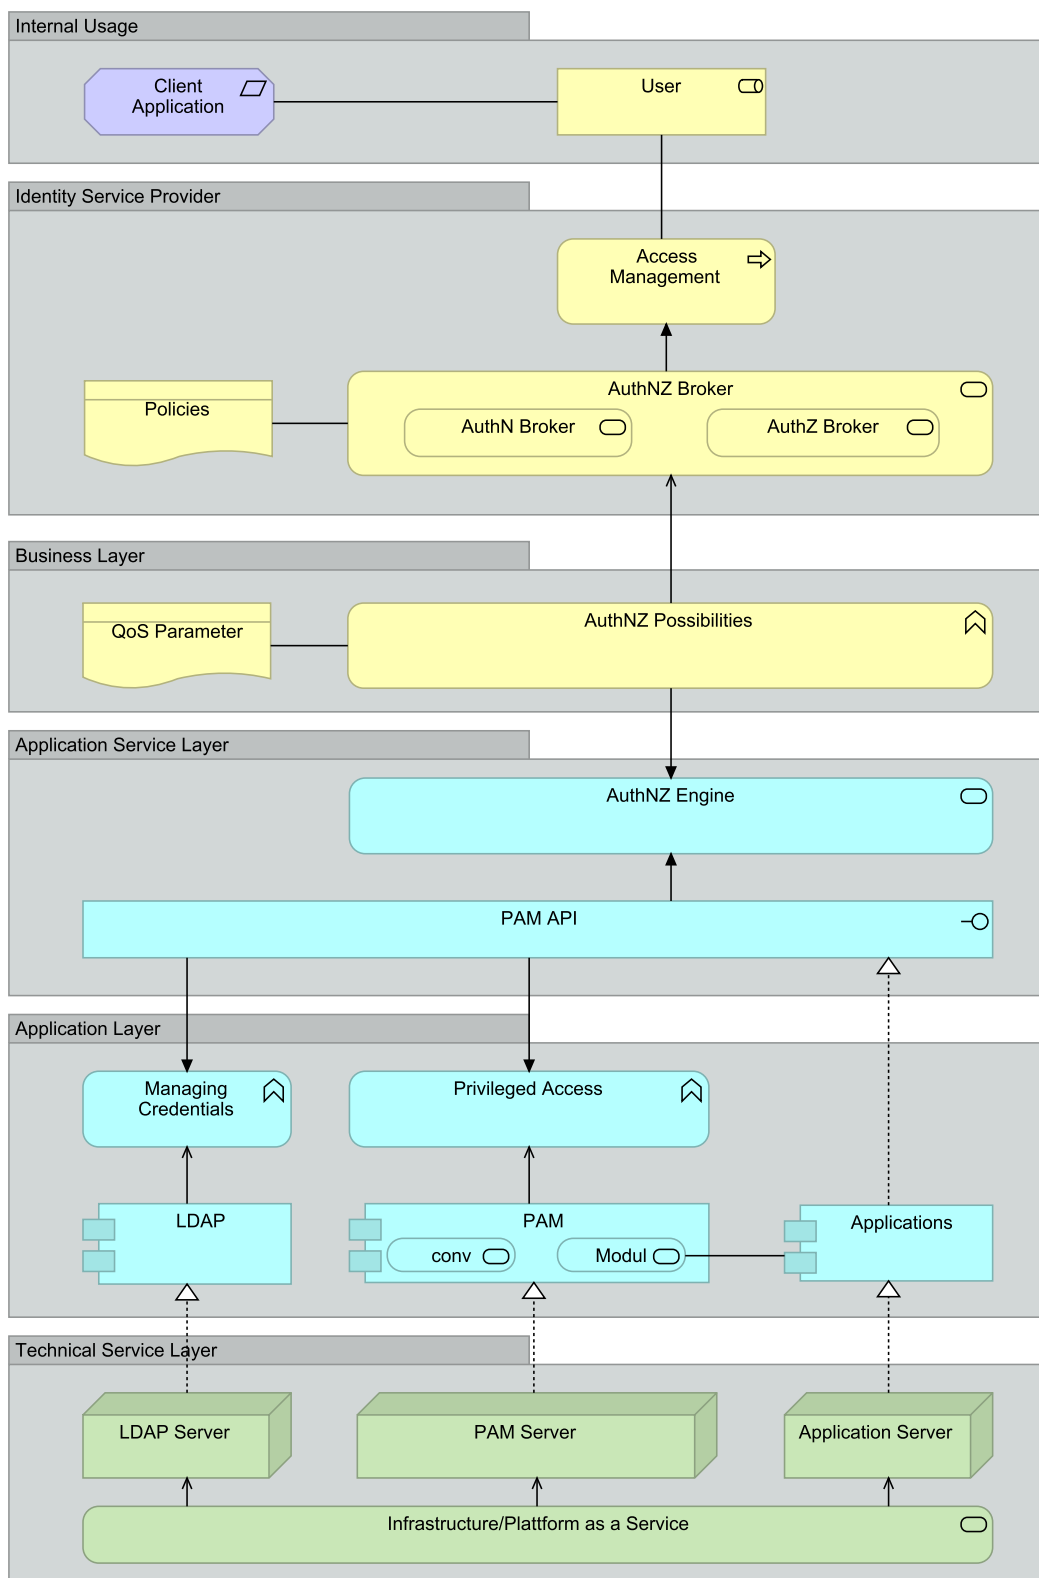 Internal Usage
Client
Application
User
Identity Service Provider
Access
Management
AuthNZ Broker
Policies
AuthN Broker
AuthZ Broker
Business Layer
AuthNZ Possibilities
QoS Parameter
Application Service Layer
AuthNZ Engine
PAM API
Application Layer
Managing
Credentials
Privileged Access
LDAP
PAM
Applications
conv
Modul
Technical Service Layer
LDAP Server
PAM Server
Application Server
Infrastructure/Plattform as a Service